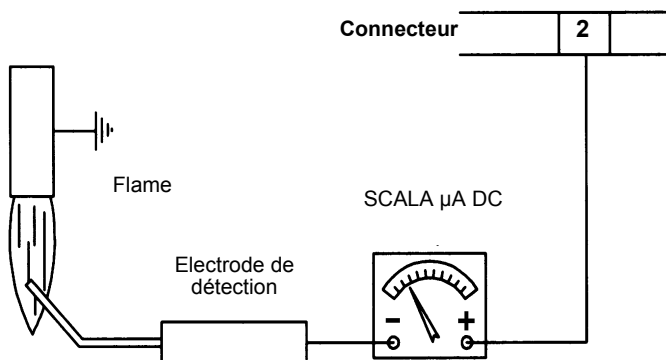 Connecteur 2
Flame
SCALA µA DC
Electrode de
détection
- +